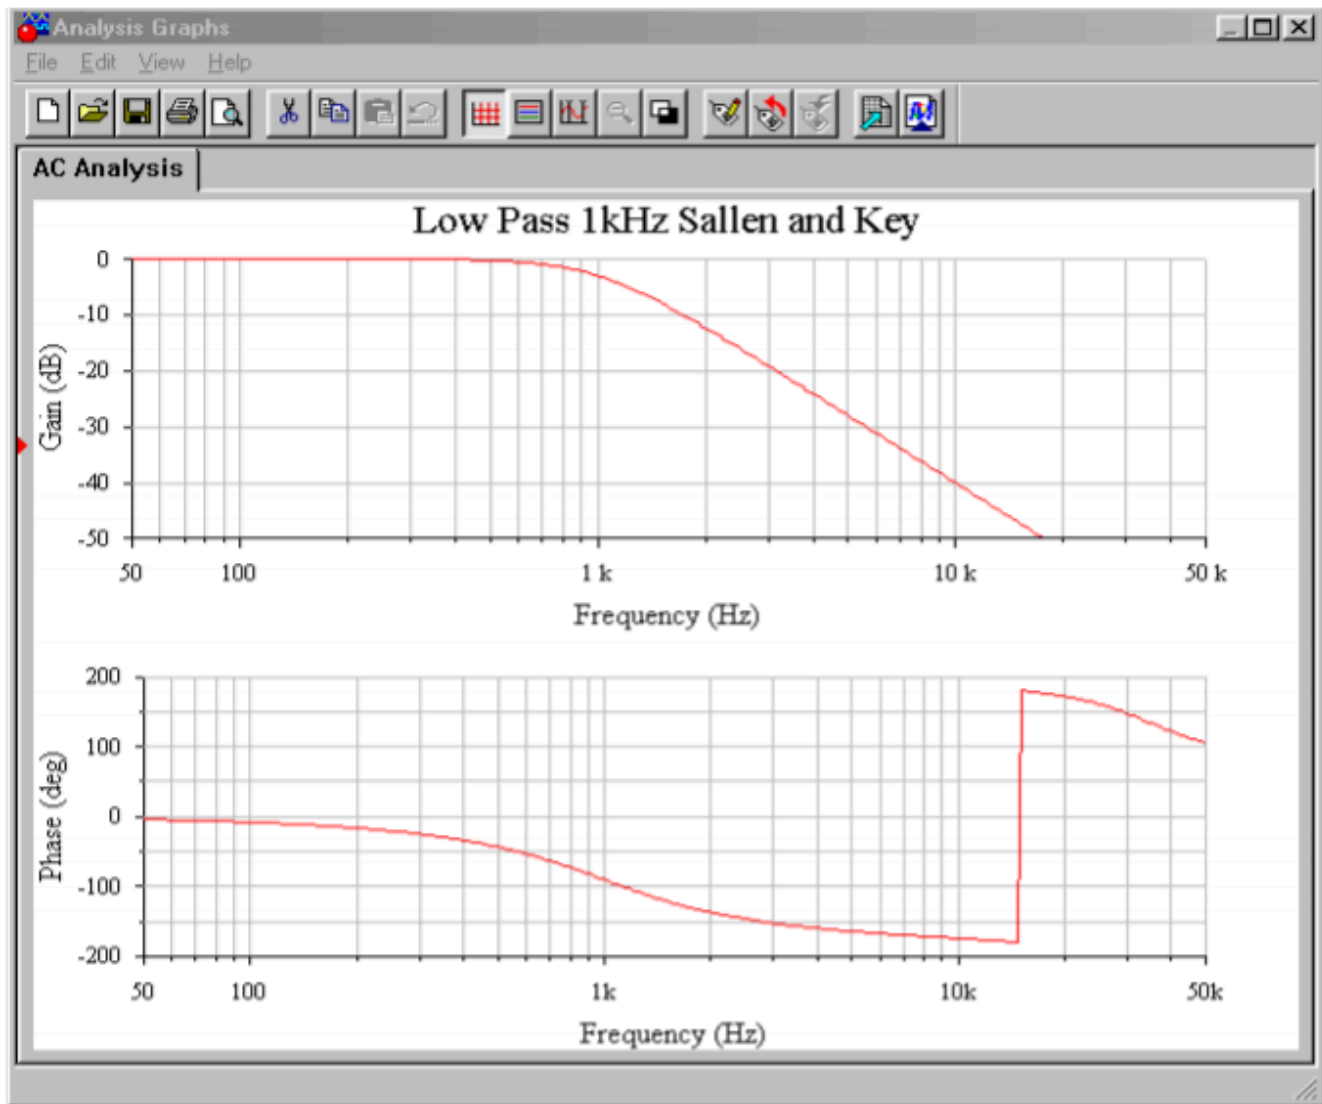 Analysis Graphs
File Edit View Help
AC Analysis
Low Pass 1kHz Sallen and Key
Gain (dB)
0
-10
-20
-30
-40
-50
50 100 1 k 10 k 50 k
Frequency (Hz)
Phase (deg)
200
100
0
-100
-200
50 100 1k 10k 50k
Frequency (Hz)